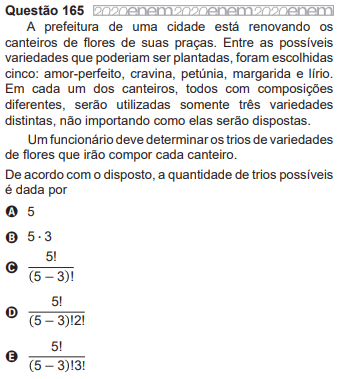 Questão 165 2020enem2020enem2020enem
A prefeitura de uma cidade está renovando os
canteiros de flores de suas praças. Entre as possíveis
variedades que poderiam ser plantadas, foram escolhidas
cinco: amor-perfeito, cravina, petúnia, margarida e lírio.
Em cada um dos canteiros, todos com composições
diferentes, serão utilizadas somente três variedades
distintas, não importando como elas serão dispostas.
Um funcionário deve determinar os trios de variedades
de flores que irão compor cada canteiro.
De acordo com o disposto, a quantidade de trios possíveis
é dada por
A 5
B 5 · 3
C 5!
(5 – 3)!
D 5!
(5 – 3)!2!
E 5!
(5 – 3)!3!